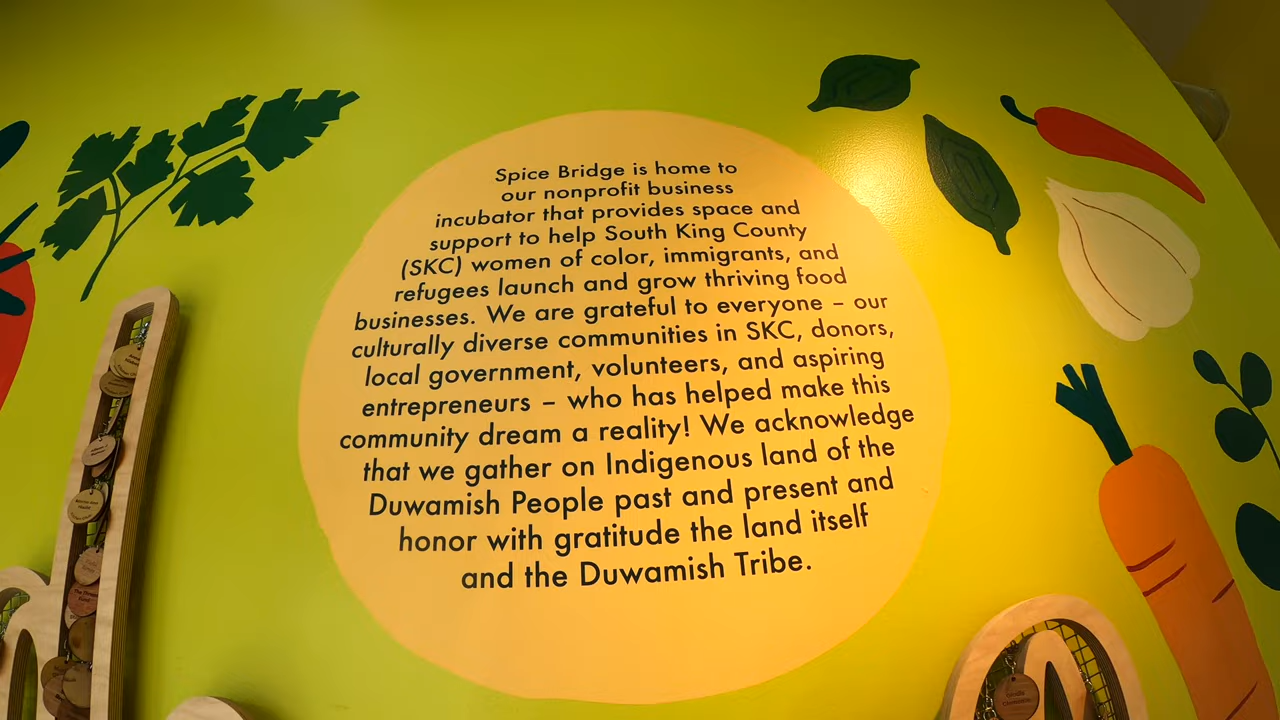 Spice Bridge is home to
our nonprofit business
incubator that provides space and
support to help South King County
(SKC) women of color, immigrants, and
refugees launch and grow thriving food
businesses. We are grateful to everyone – our
culturally diverse communities in SKC, donors,
local government, volunteers, and aspiring
entrepreneurs – who has helped make this
community dream a reality! We acknowledge
that we gather on Indigenous land of the
Duwamish People past and present and
honor with gratitude the land itself
and the Duwamish Tribe.